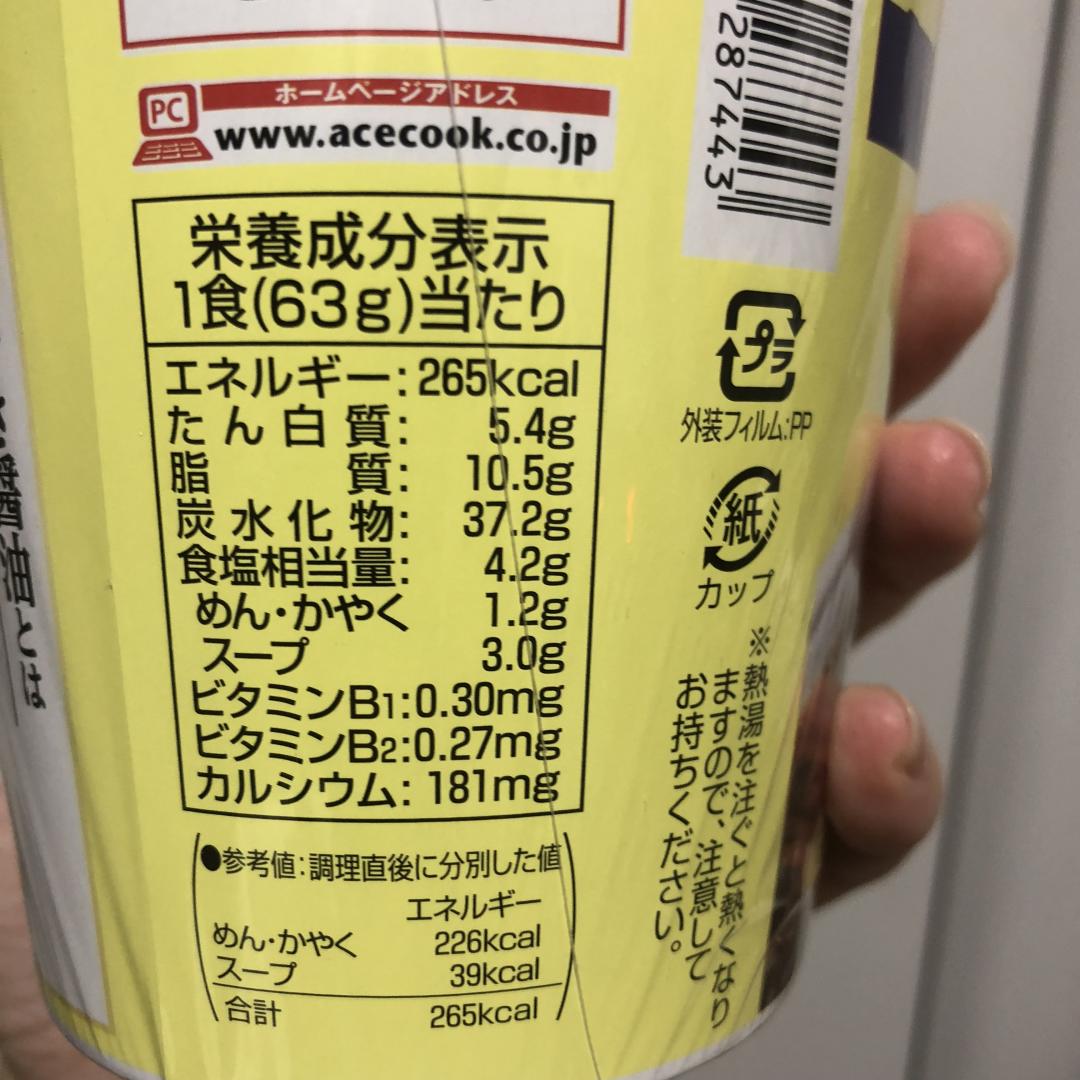 PC
ホームページアドレス
www.acecook.co.jp
287443
栄養成分表示
1食(63g)当たり
エネルギー:265kcal
たん白質: 5.4g
脂質: 10.5g
炭水化物: 37.2g
食塩相当量: 4.2g
めん・かやく 1.2g
スープ 3.0g
ビタミンB1:0.30mg
ビタミンB2:0.27mg
カルシウム: 181mg
●参考値:調理直後に分別した値
エネルギー
めん・かやく 226kcal
スープ 39kcal
合計 265kcal
プラ
外装フィルム:PP
紙
カップ
※熱湯を注ぐと熱くなり
ますので、注意して
お持ちください。
醤油とは